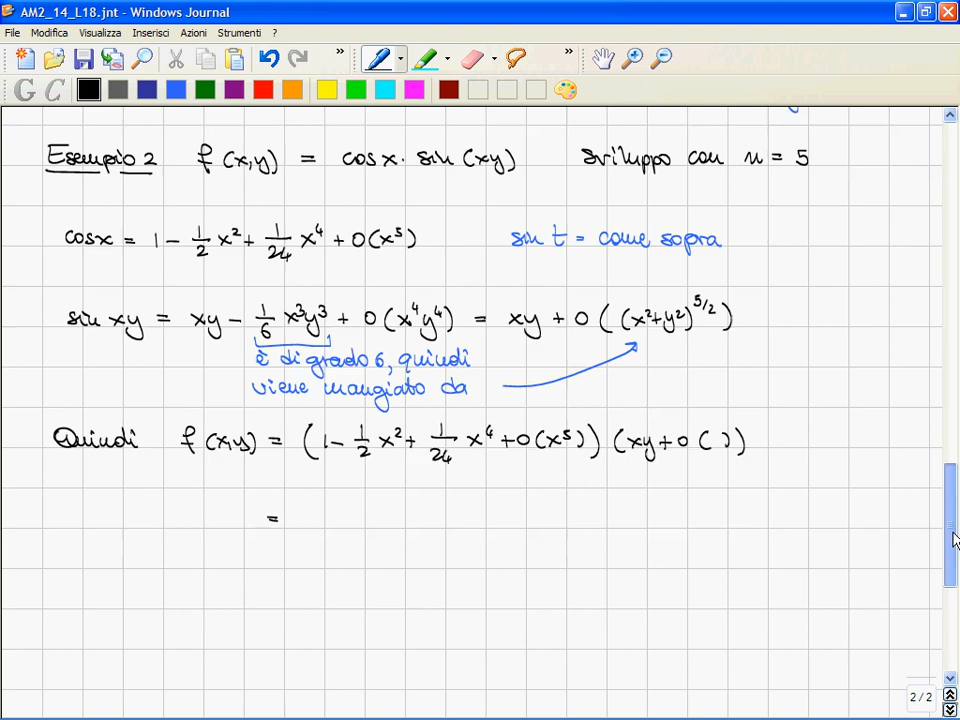 AM2_14_L18.jnt - Windows Journal
File Modifica Visualizza Inserisci Azioni Strumenti ?
Esempio 2 f(x,y) = cosx· sin(xy) sviluppo con n = 5
cosx = 1 - 1/2 x² + 1/24 x⁴ + o(x⁵) sin t = come sopra
sin xy = xy - 1/6 x³y³ + o(x⁴y⁴) = xy + o((x²+y²)^5/2)
è di grado 6, quindi
viene mangiato da
Quindi f(x,y) = (1 - 1/2 x² + 1/24 x⁴ + o(x⁵)) (xy + o( ))
=
2/2